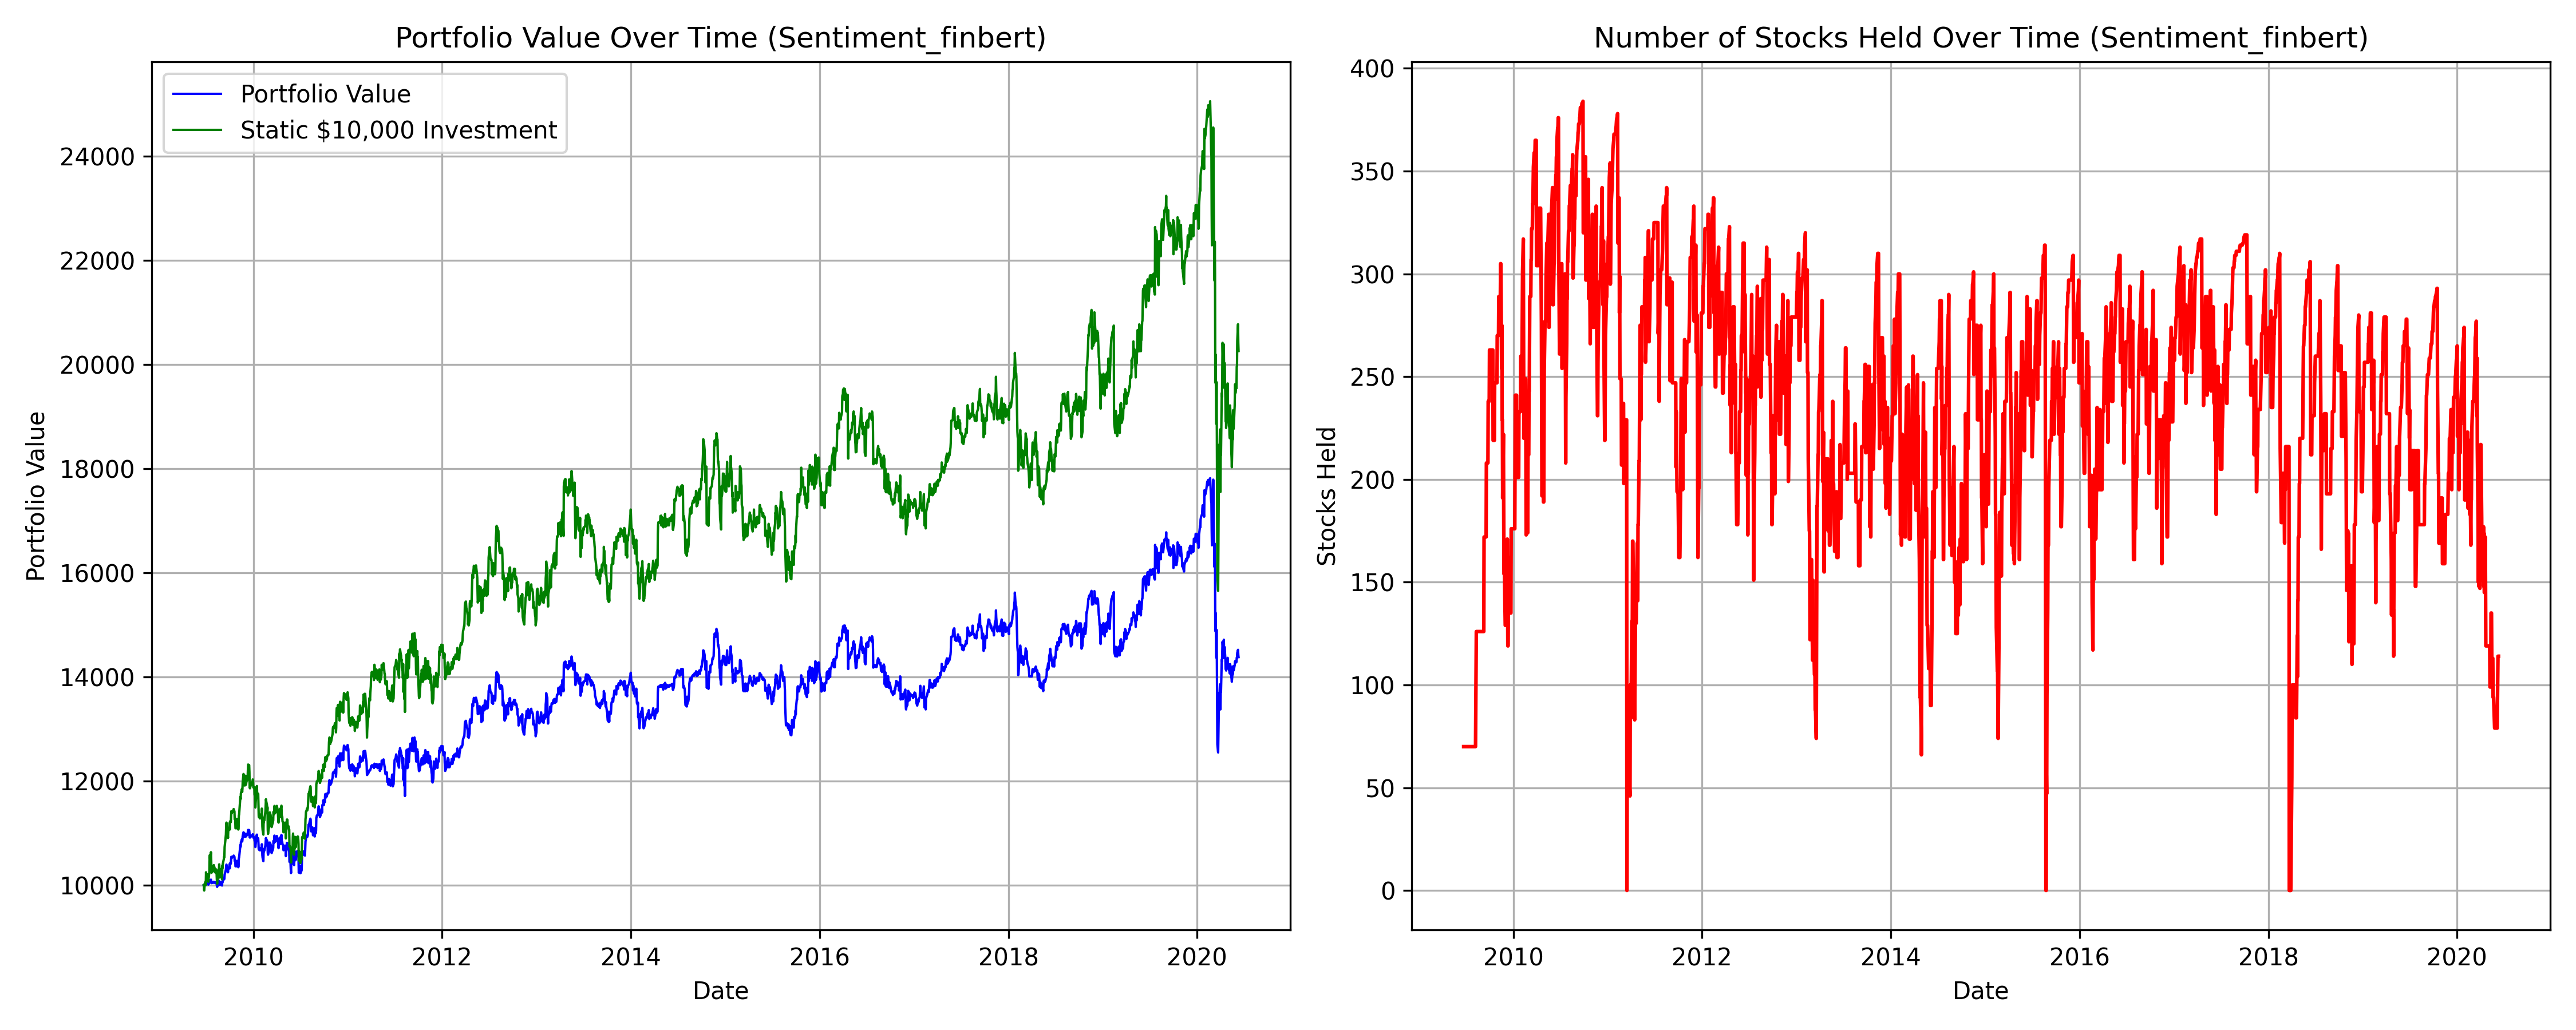 Portfolio Value Over Time (Sentiment_finbert)
Portfolio Value
Static $10,000 Investment
24000
22000
20000
18000
16000
14000
12000
10000
Portfolio Value
2010 2012 2014 2016 2018 2020
Date
Number of Stocks Held Over Time (Sentiment_finbert)
400
350
300
250
200
150
100
50
0
Stocks Held
2010 2012 2014 2016 2018 2020
Date